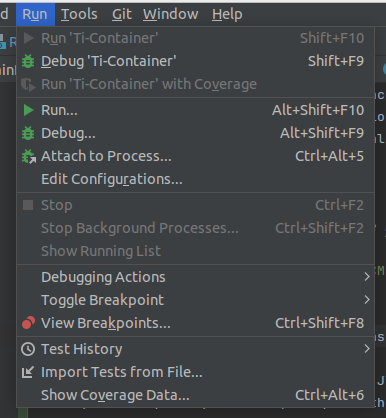 d Run Tools Git Window Help
Run 'Ti-Container' Shift+F10
Debug 'Ti-Container' Shift+F9
Run 'Ti-Container' with Coverage
Run... Alt+Shift+F10
Debug... Alt+Shift+F9
Attach to Process... Ctrl+Alt+5
Edit Configurations...
Stop Ctrl+F2
Stop Background Processes... Ctrl+Shift+F2
Show Running List
Debugging Actions
Toggle Breakpoint
View Breakpoints... Ctrl+Shift+F8
Test History
Import Tests from File...
Show Coverage Data... Ctrl+Alt+6